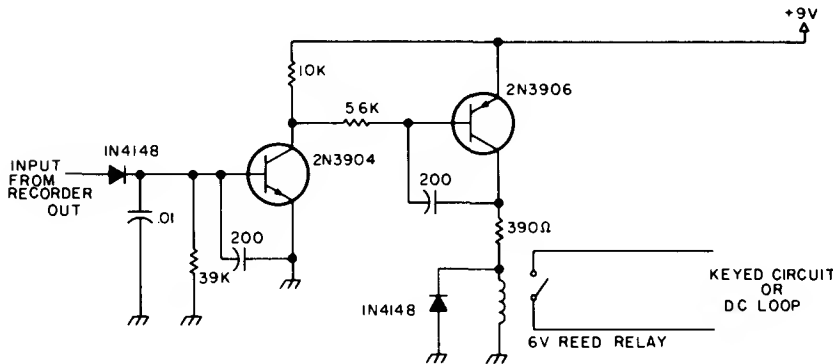 +9V
10K
2N3906
56K
1N4148
2N3904
INPUT
FROM
RECORDER
OUT
200
.01
200
390Ω
39K
KEYED CIRCUIT
OR
DC LOOP
1N4148
6V REED RELAY